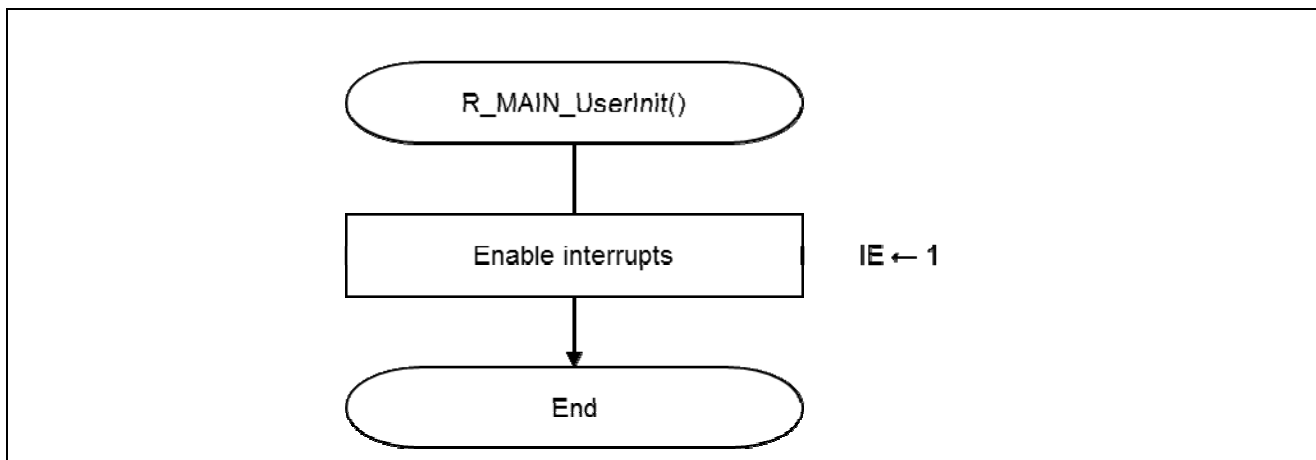 R_MAIN_UserInit()
Enable interrupts
IE ← 1
End